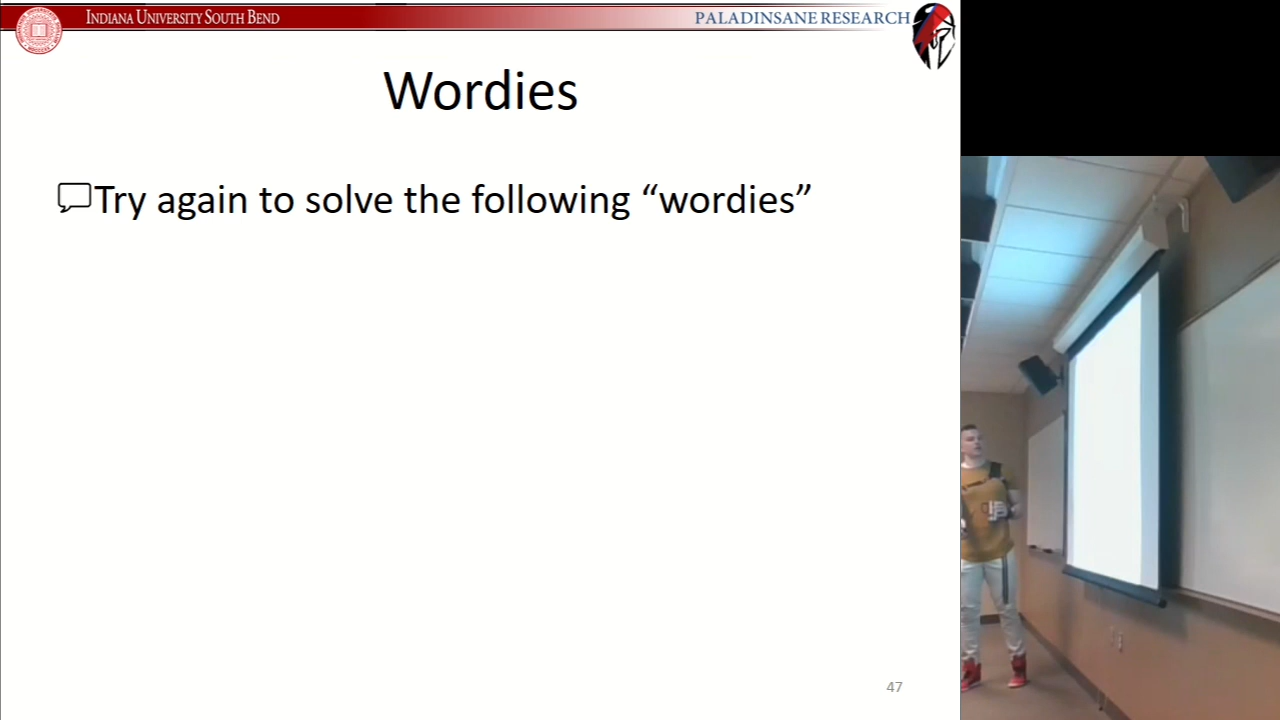 INDIANA UNIVERSITY SOUTH BEND
PALADINSANE RESEARCH
Wordies
Try again to solve the following “wordies”
47